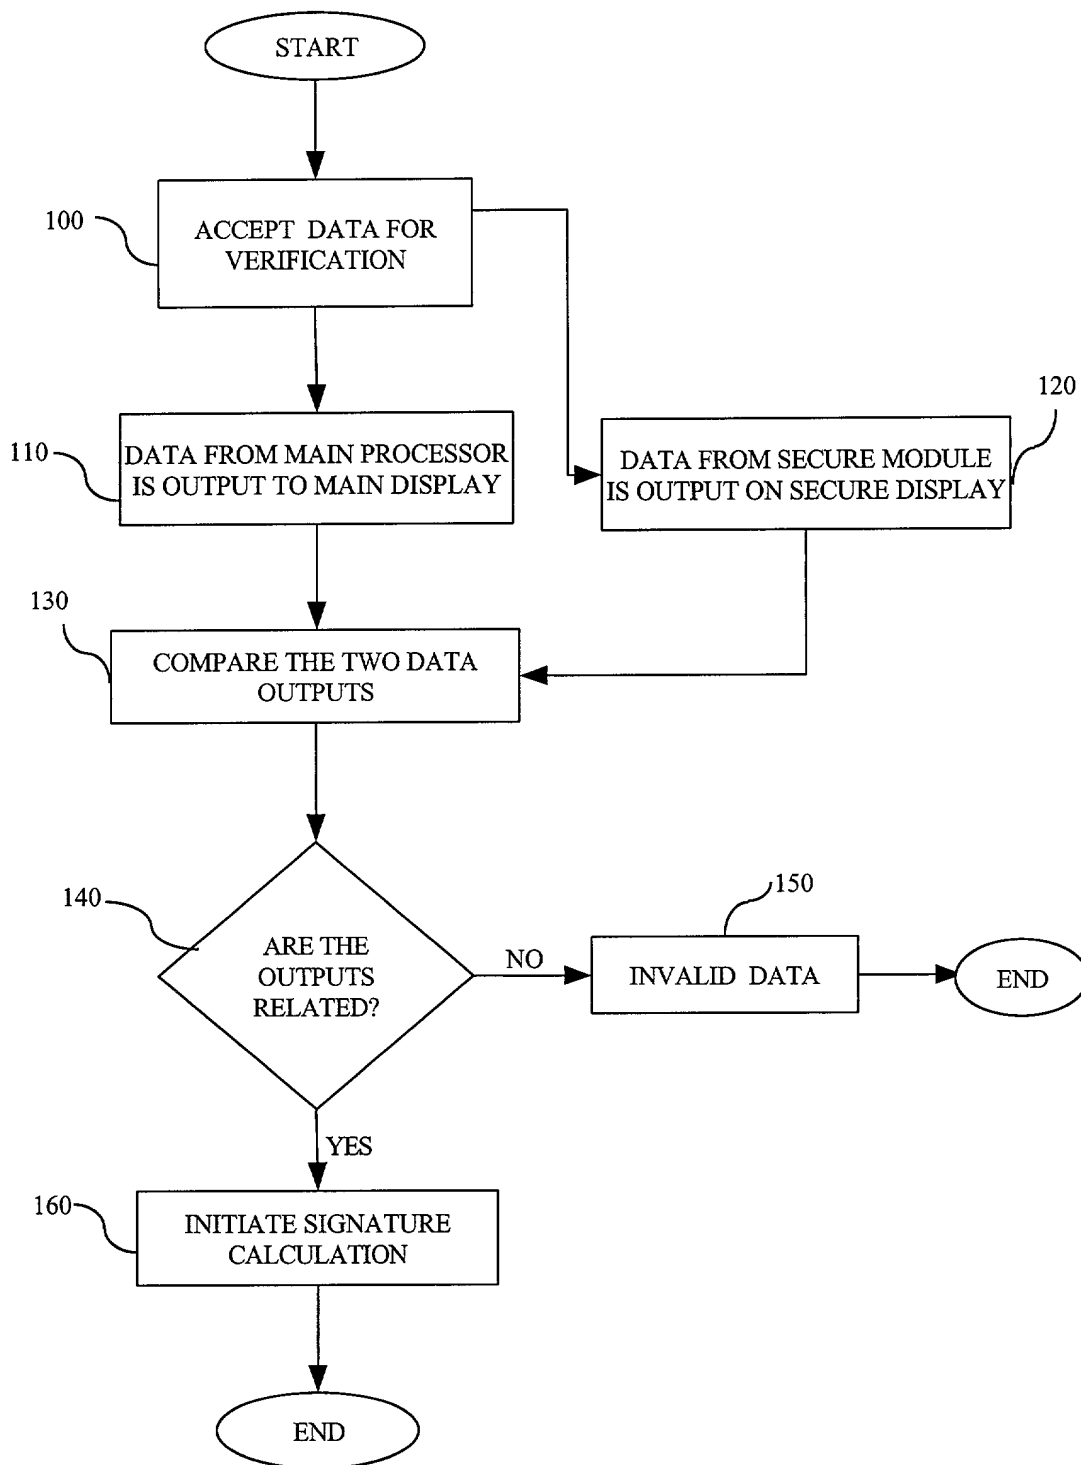 START
100
ACCEPT DATA FOR
VERIFICATION
110
DATA FROM MAIN PROCESSOR
IS OUTPUT TO MAIN DISPLAY
120
DATA FROM SECURE MODULE
IS OUTPUT ON SECURE DISPLAY
130
COMPARE THE TWO DATA
OUTPUTS
140
ARE THE
OUTPUTS
RELATED?
NO
150
INVALID DATA
END
YES
160
INITIATE SIGNATURE
CALCULATION
END